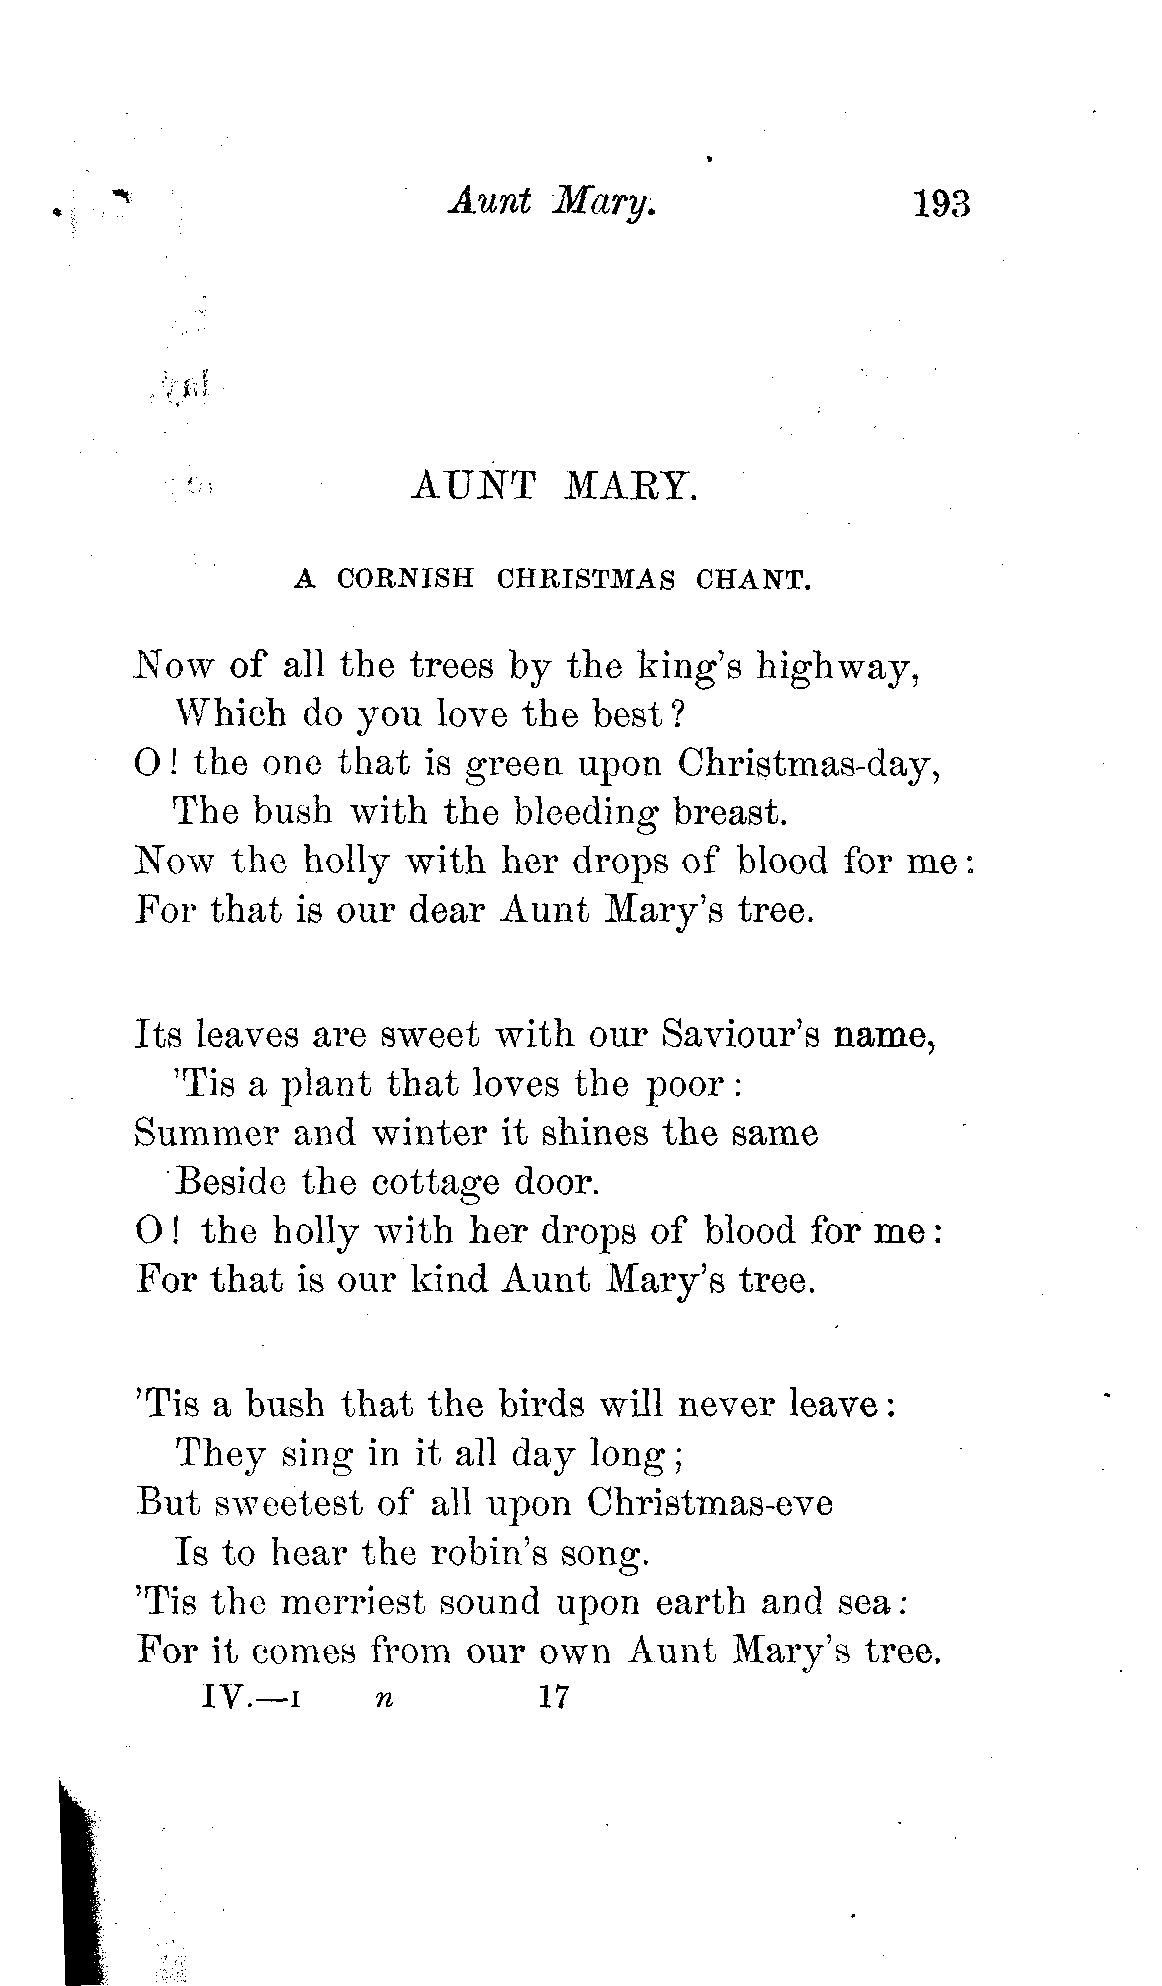 Aunt Mary. 193
AUNT MARY.
A CORNISH CHRISTMAS CHANT.
Now of all the trees by the king's highway,
Which do you love the best?
O! the one that is green upon Christmas-day,
The bush with the bleeding breast.
Now the holly with her drops of blood for me:
For that is our dear Aunt Mary's tree.
Its leaves are sweet with our Saviour's name,
'Tis a plant that loves the poor:
Summer and winter it shines the same
Beside the cottage door.
O! the holly with her drops of blood for me:
For that is our kind Aunt Mary's tree.
'Tis a bush that the birds will never leave:
They sing in it all day long;
But sweetest of all upon Christmas-eve
Is to hear the robin's song.
'Tis the merriest sound upon earth and sea:
For it comes from our own Aunt Mary's tree.
IV.—I n 17